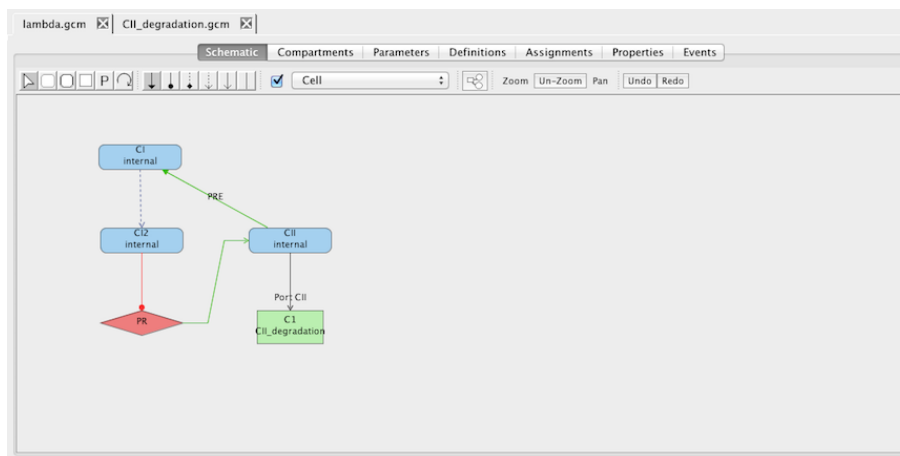 lambda.gcm CII_degradation.gcm
Schematic Compartments Parameters Definitions Assignments Properties Events
P Cell Zoom Un-Zoom Pan Undo Redo
CI
internal
PRE
CI2
internal
CII
internal
Port CII
PR
C1
CII_degradation